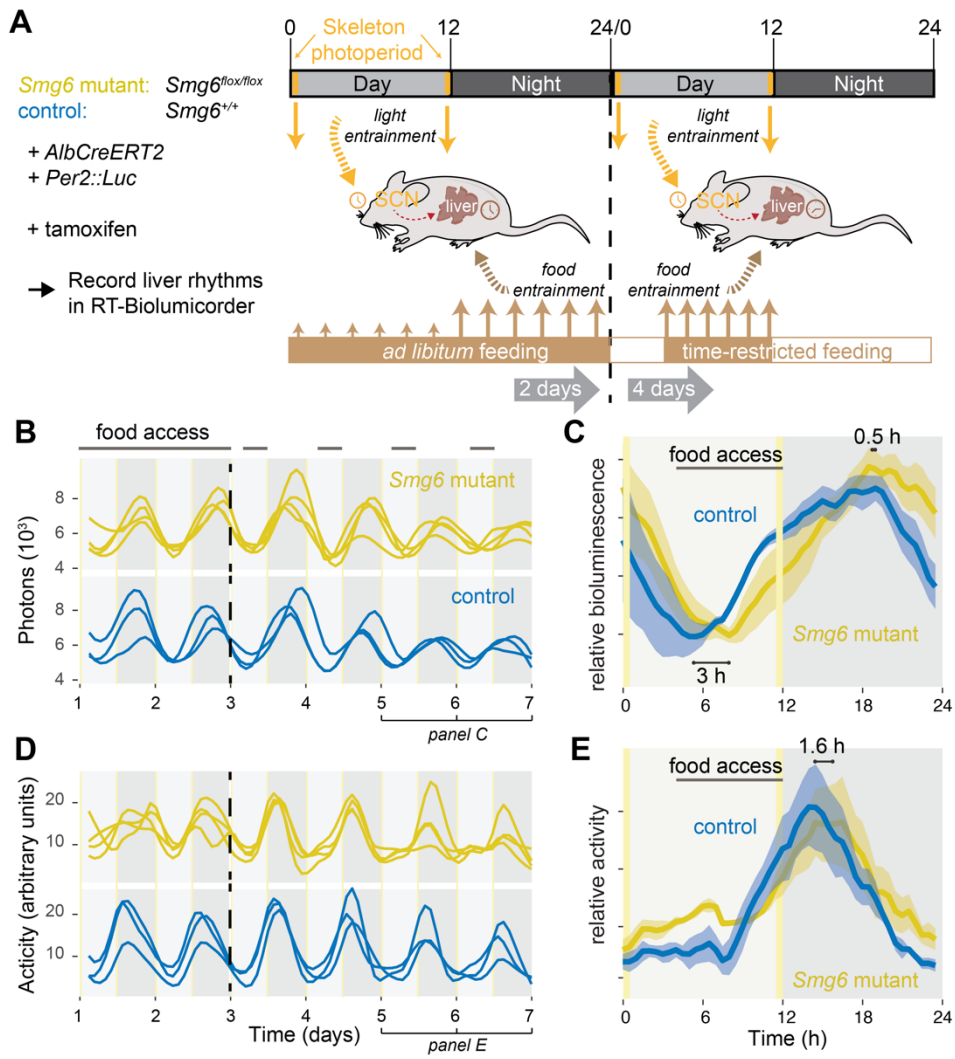 A
0 12 24/0 12 24
Skeleton
photoperiod
Day Night Day Night
Smg6 mutant: Smg6flox/flox
control: Smg6+/+
+ AlbCreERT2
+ Per2::Luc
+ tamoxifen
Record liver rhythms
in RT-Biolumicorder
light
entrainment
light
entrainment
SCN liver
SCN liver
food
entrainment
food
entrainment
ad libitum feeding
time-restricted feeding
2 days 4 days
B
food access
Smg6 mutant
control
Photons (10³)
8
6
4
8
6
4
1 2 3 4 5 6 7
panel C
C
0.5 h
food access
control
Smg6 mutant
3 h
relative bioluminescence
0 6 12 18 24
D
Acticity (arbitrary units)
20
10
20
10
1 2 3 4 5 6 7
Time (days)
panel E
E
1.6 h
food access
control
Smg6 mutant
relative activity
0 6 12 18 24
Time (h)